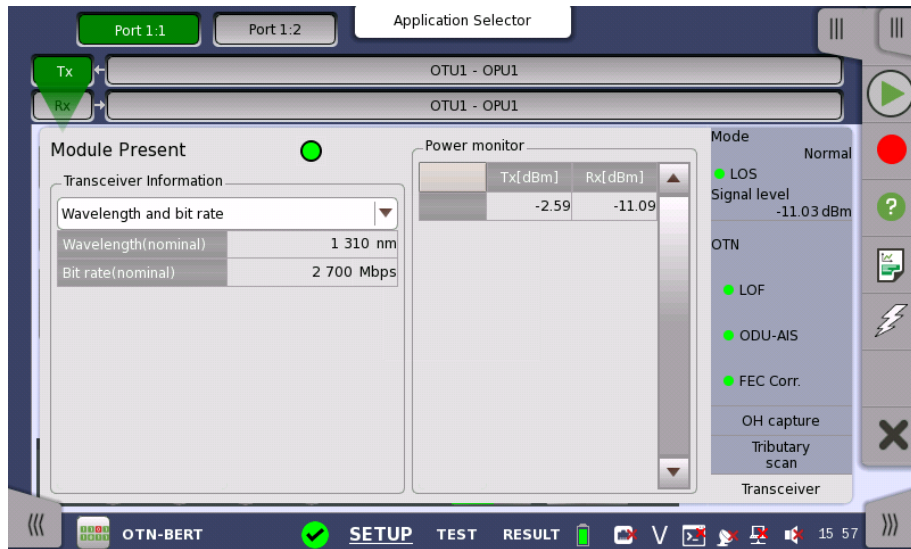 Port 1:1
Port 1:2
Application Selector
Tx
OTU1 - OPU1
Rx
OTU1 - OPU1
Module Present
Transceiver Information
Wavelength and bit rate
Wavelength(nominal) 1 310 nm
Bit rate(nominal) 2 700 Mbps
Power monitor
Tx[dBm] Rx[dBm]
-2.59 -11.09
Mode
Normal
LOS
Signal level
-11.03 dBm
OTN
LOF
ODU-AIS
FEC Corr.
OH capture
Tributary
scan
Transceiver
OTN-BERT SETUP TEST RESULT V 15 57